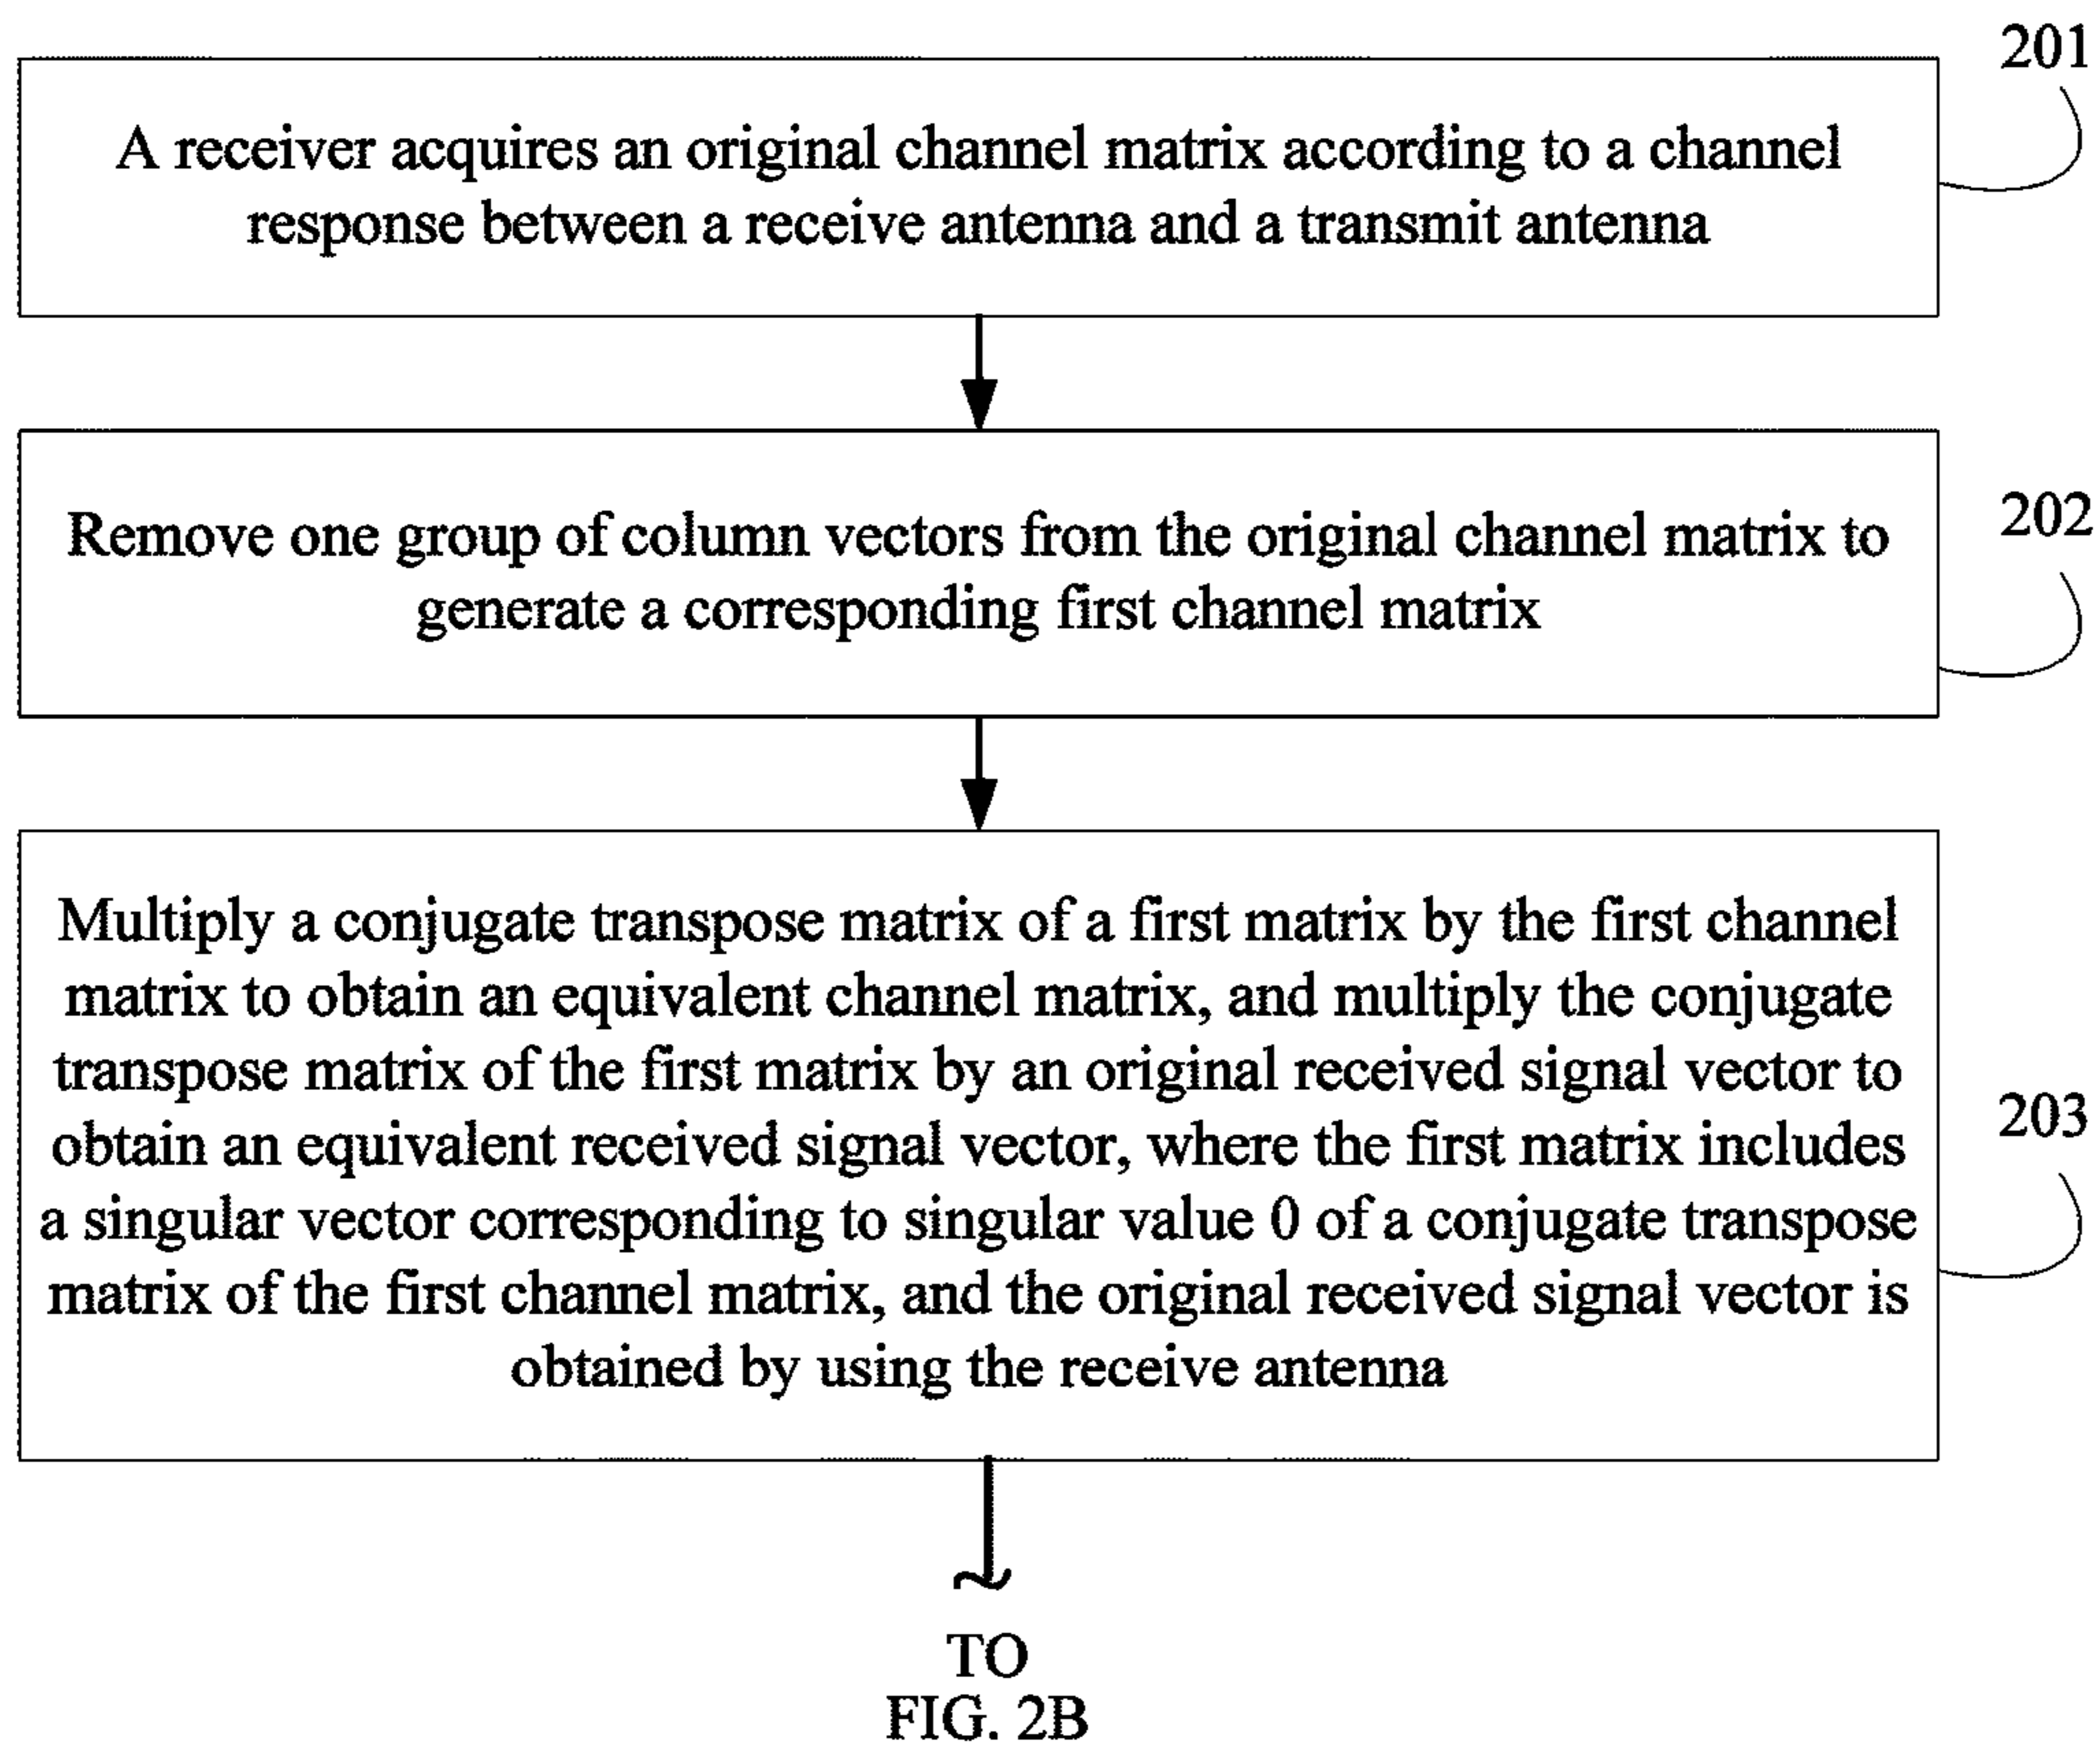 201
A receiver acquires an original channel matrix according to a channel
response between a receive antenna and a transmit antenna
202
Remove one group of column vectors from the original channel matrix to
generate a corresponding first channel matrix
203
Multiply a conjugate transpose matrix of a first matrix by the first channel
matrix to obtain an equivalent channel matrix, and multiply the conjugate
transpose matrix of the first matrix by an original received signal vector to
obtain an equivalent received signal vector, where the first matrix includes
a singular vector corresponding to singular value 0 of a conjugate transpose
matrix of the first channel matrix, and the original received signal vector is
obtained by using the receive antenna
TO
FIG. 2B